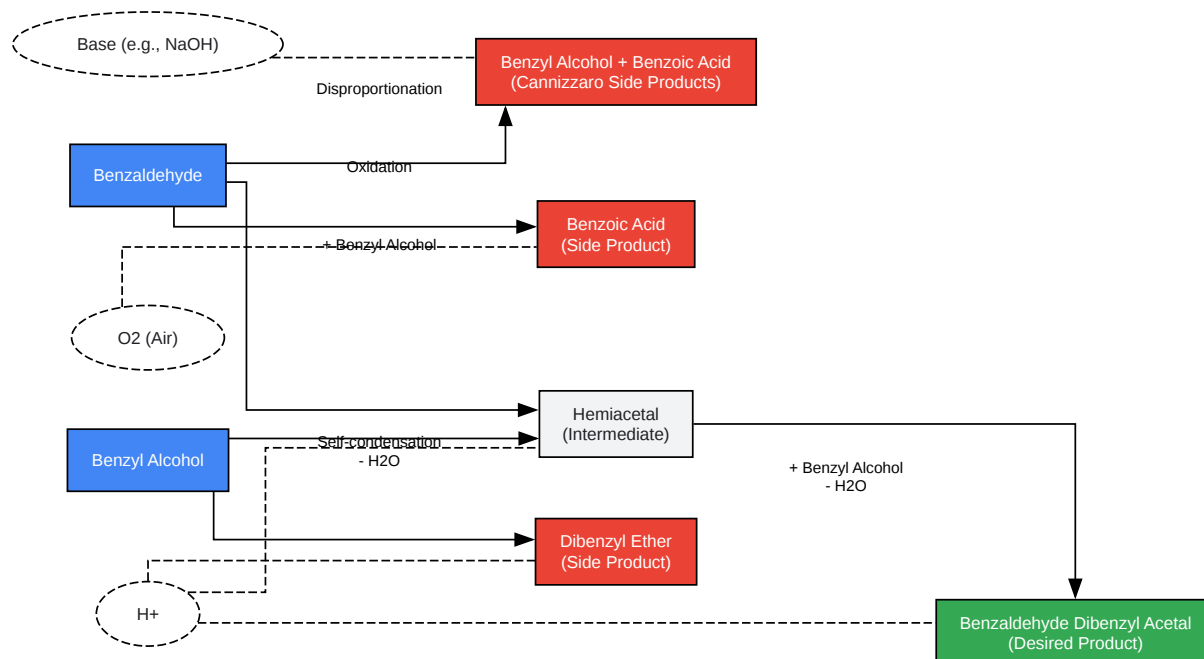 Base (e.g., NaOH)
Benzyl Alcohol + Benzoic Acid
(Cannizzaro Side Products)
Disproportionation
Oxidation
Benzaldehyde
Benzoic Acid
(Side Product)
+ Benzyl Alcohol
O2 (Air)
Hemiacetal
(Intermediate)
Self-condensation
- H2O
Benzyl Alcohol
+ Benzyl Alcohol
- H2O
Dibenzyl Ether
(Side Product)
H+
Benzaldehyde Dibenzyl Acetal
(Desired Product)